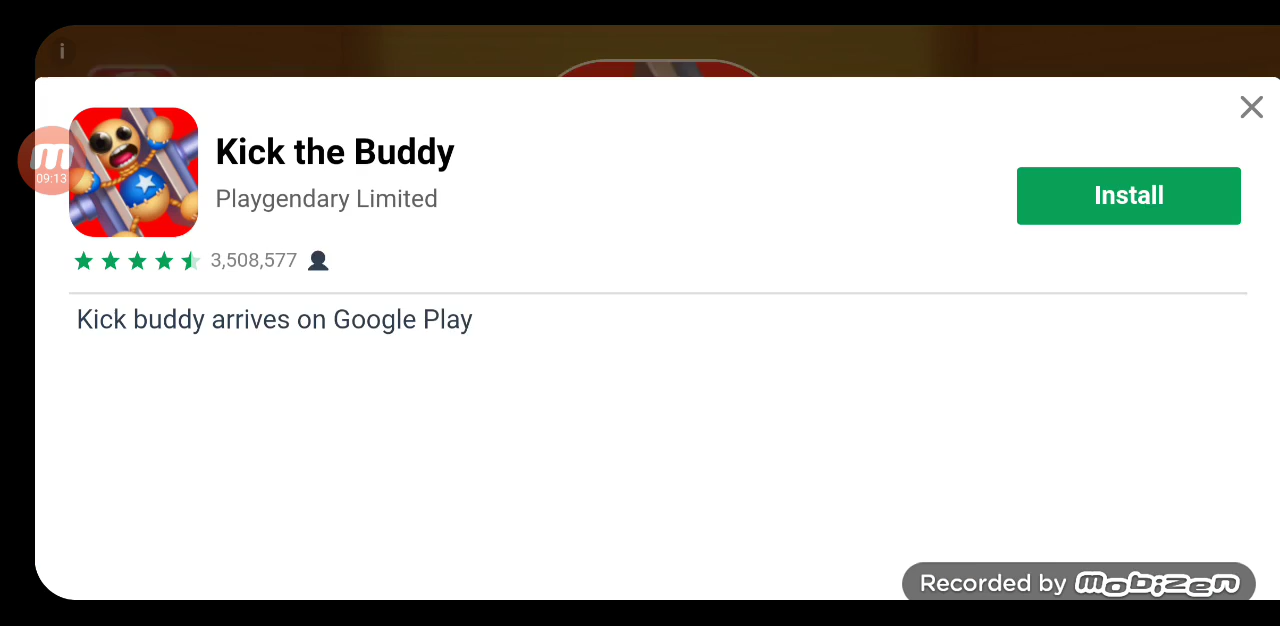 i
Kick the Buddy
Playgendary Limited
Install
m
09:13
3,508,577
Kick buddy arrives on Google Play
Recorded by mobizen